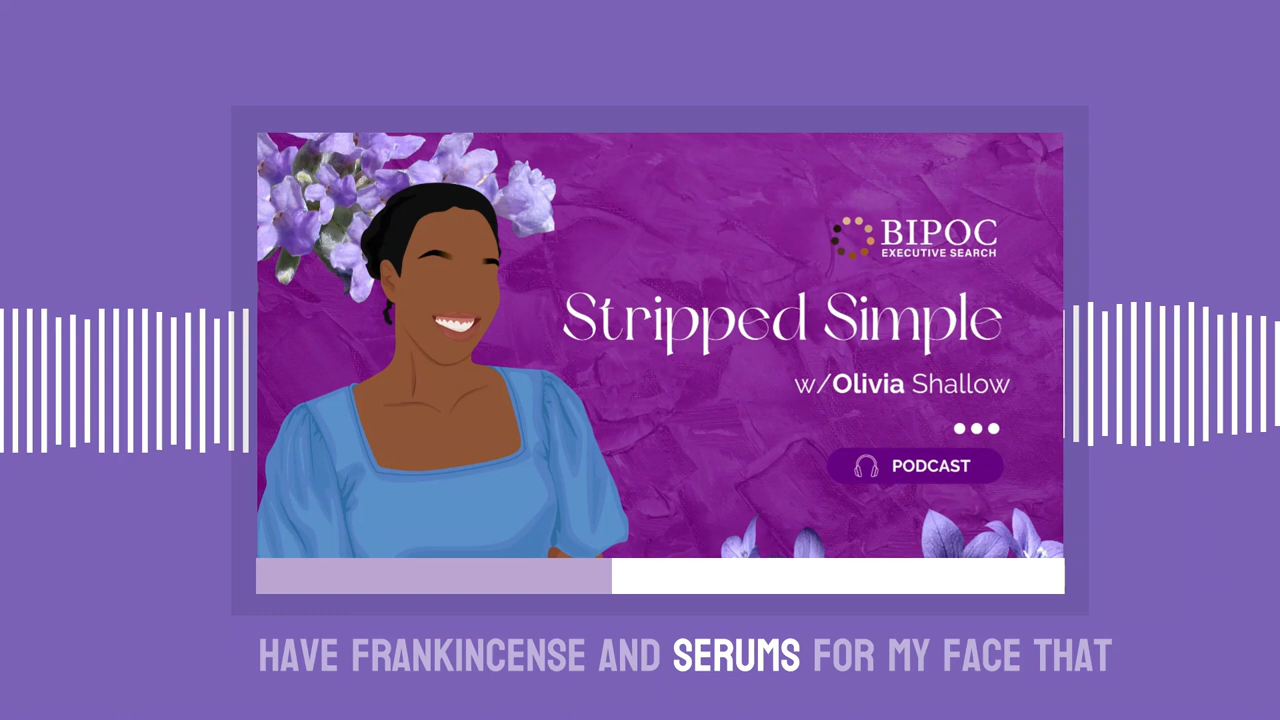 BIPOC
EXECUTIVE SEARCH
Stripped Simple
w/Olivia Shallow
PODCAST
HAVE FRANKINCENSE AND SERUMS FOR MY FACE THAT